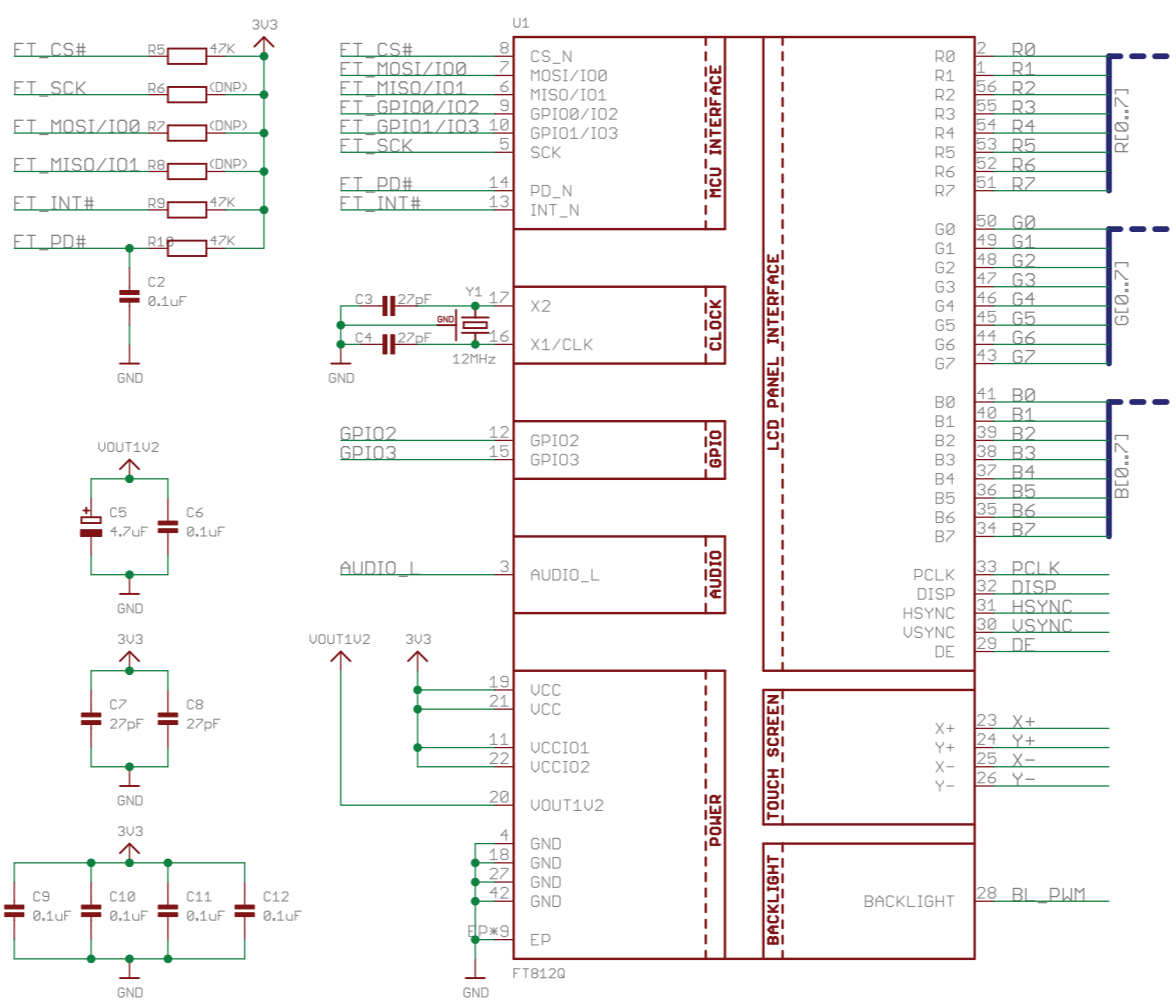 3V3
FT_CS# R5 47K
FT_SCK R6 (DNP)
FT_MOSI/IO0 R7 (DNP)
FT_MISO/IO1 R8 (DNP)
FT_INT# R9 47K
FT_PD# R10 47K
C2
0.1uF
GND
VOUT1V2
C5
4.7uF
C6
0.1uF
GND
3V3
C7
27pF
C8
27pF
GND
3V3
C9
0.1uF
C10
0.1uF
C11
0.1uF
C12
0.1uF
GND
U1
FT_CS# 8 CS_N
FT_MOSI/IO0 7 MOSI/IO0
FT_MISO/IO1 6 MISO/IO1
FT_GPIO0/IO2 9 GPIO0/IO2
FT_GPIO1/IO3 10 GPIO1/IO3
FT_SCK 5 SCK
FT_PD# 14 PD_N
FT_INT# 13 INT_N
MCU INTERFACE
C3 27pF Y1 17 X2
GND
C4 27pF 16 X1/CLK
12MHz
GND
CLOCK
GPIO2 12 GPIO2
GPIO3 15 GPIO3
GPIO
AUDIO_L 3 AUDIO_L
AUDIO
VOUT1V2 3V3
19 VCC
21 VCC
11 VCCIO1
22 VCCIO2
20 VOUT1V2
4 GND
18 GND
27 GND
42 GND
EP*9 EP
POWER
GND
FT812Q
LCD PANEL INTERFACE
R0 2 R0
R1 1 R1
R2 56 R2
R3 55 R3
R4 54 R4
R5 53 R5
R6 52 R6
R7 51 R7
R[0..7]
G0 50 G0
G1 49 G1
G2 48 G2
G3 47 G3
G4 46 G4
G5 45 G5
G6 44 G6
G7 43 G7
G[0..7]
B0 41 B0
B1 40 B1
B2 39 B2
B3 38 B3
B4 37 B4
B5 36 B5
B6 35 B6
B7 34 B7
B[0..7]
PCLK 33 PCLK
DISP 32 DISP
HSYNC 31 HSYNC
VSYNC 30 VSYNC
DE 29 DE
TOUCH SCREEN
X+ 23 X+
Y+ 24 Y+
X- 25 X-
Y- 26 Y-
BACKLIGHT
BACKLIGHT 28 BL_PWM